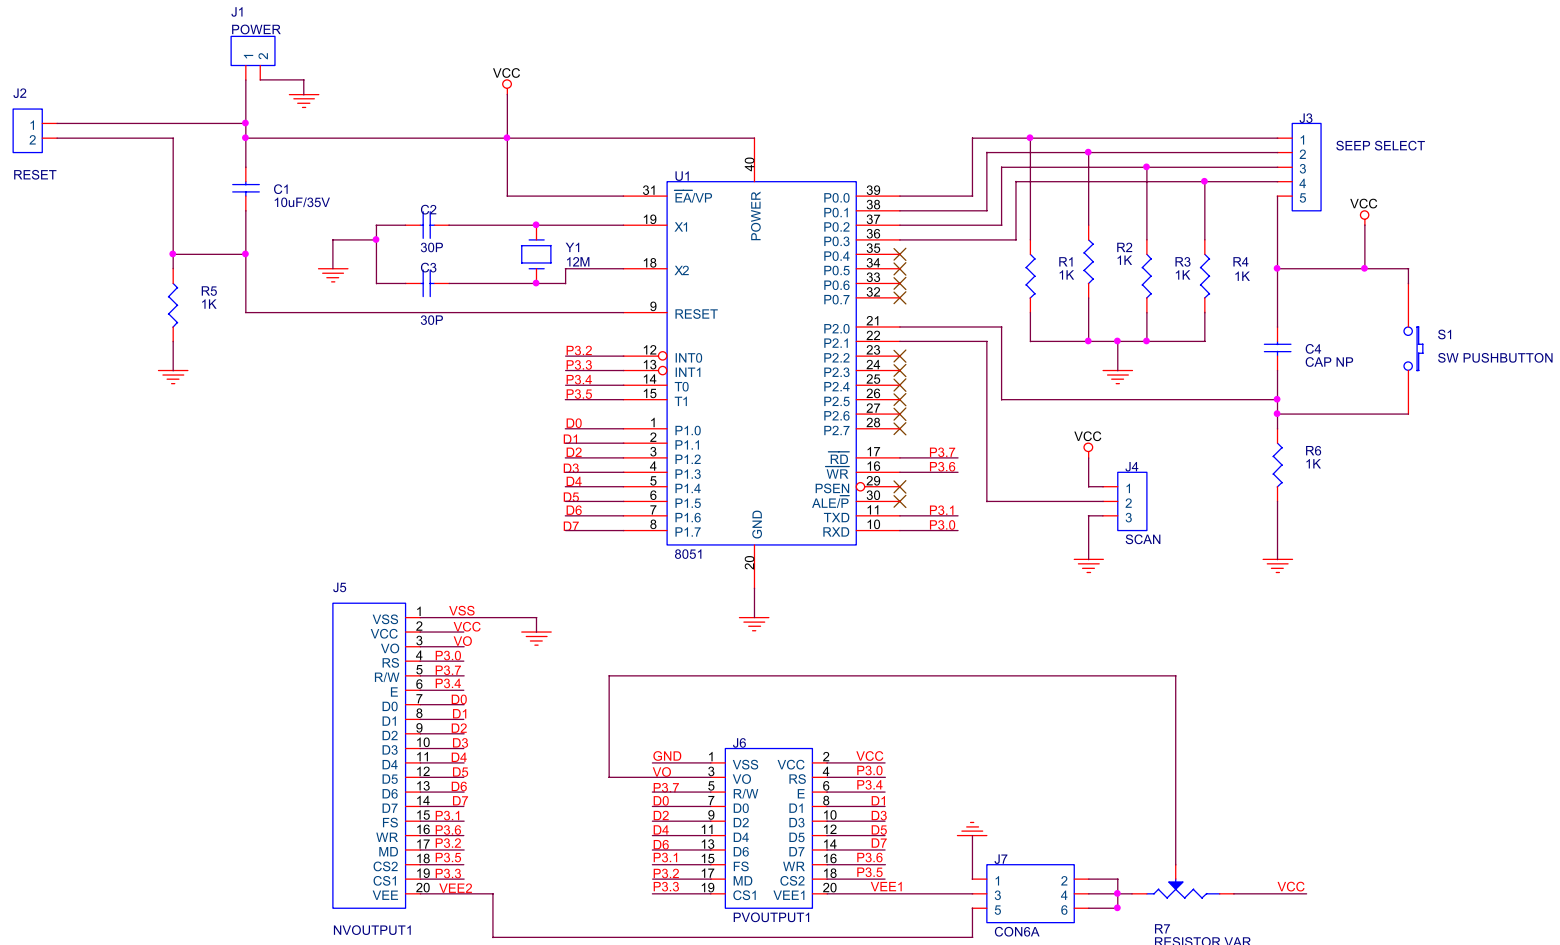 J1
POWER
1 2
J2
1
2
RESET
VCC
C1
10uF/35V
R5
1K
C2
30P
C3
30P
Y1
12M
U1
40
POWER
31 EA/VP
19 X1
18 X2
9 RESET
P3.2 12 INT0
P3.3 13 INT1
P3.4 14 T0
P3.5 15 T1
D0 1 P1.0
D1 2 P1.1
D2 3 P1.2
D3 4 P1.3
D4 5 P1.4
D5 6 P1.5
D6 7 P1.6
D7 8 P1.7
P0.0 39
P0.1 38
P0.2 37
P0.3 36
P0.4 35
P0.5 34
P0.6 33
P0.7 32
P2.0 21
P2.1 22
P2.2 23
P2.3 24
P2.4 25
P2.5 26
P2.6 27
P2.7 28
RD 17 P3.7
WR 16 P3.6
PSEN 29
ALE/P 30
TXD 11 P3.1
RXD 10 P3.0
GND
20
8051
J3
1
2
3
4
5
SEEP SELECT
R1
1K
R2
1K
R3
1K
R4
1K
VCC
C4
CAP NP
S1
SW PUSHBUTTON
R6
1K
VCC
J4
1
2
3
SCAN
J5
VSS 1 VSS
VCC 2 VCC
VO 3 VO
RS 4 P3.0
R/W 5 P3.7
E 6 P3.4
D0 7 D0
D1 8 D1
D2 9 D2
D3 10 D3
D4 11 D4
D5 12 D5
D6 13 D6
D7 14 D7
FS 15 P3.1
WR 16 P3.6
MD 17 P3.2
CS2 18 P3.5
CS1 19 P3.3
VEE 20 VEE2
NVOUTPUT1
J6
GND 1 VSS VCC 2 VCC
VO 3 VO RS 4 P3.0
P3.7 5 R/W E 6 P3.4
D0 7 D0 D1 8 D1
D2 9 D2 D3 10 D3
D4 11 D4 D5 12 D5
D6 13 D6 D7 14 D7
P3.1 15 FS WR 16 P3.6
P3.2 17 MD CS2 18 P3.5
P3.3 19 CS1 VEE1 20 VEE1
PVOUTPUT1
J7
1 2
3 4
5 6
CON6A
VCC
R7
RESISTOR VAR